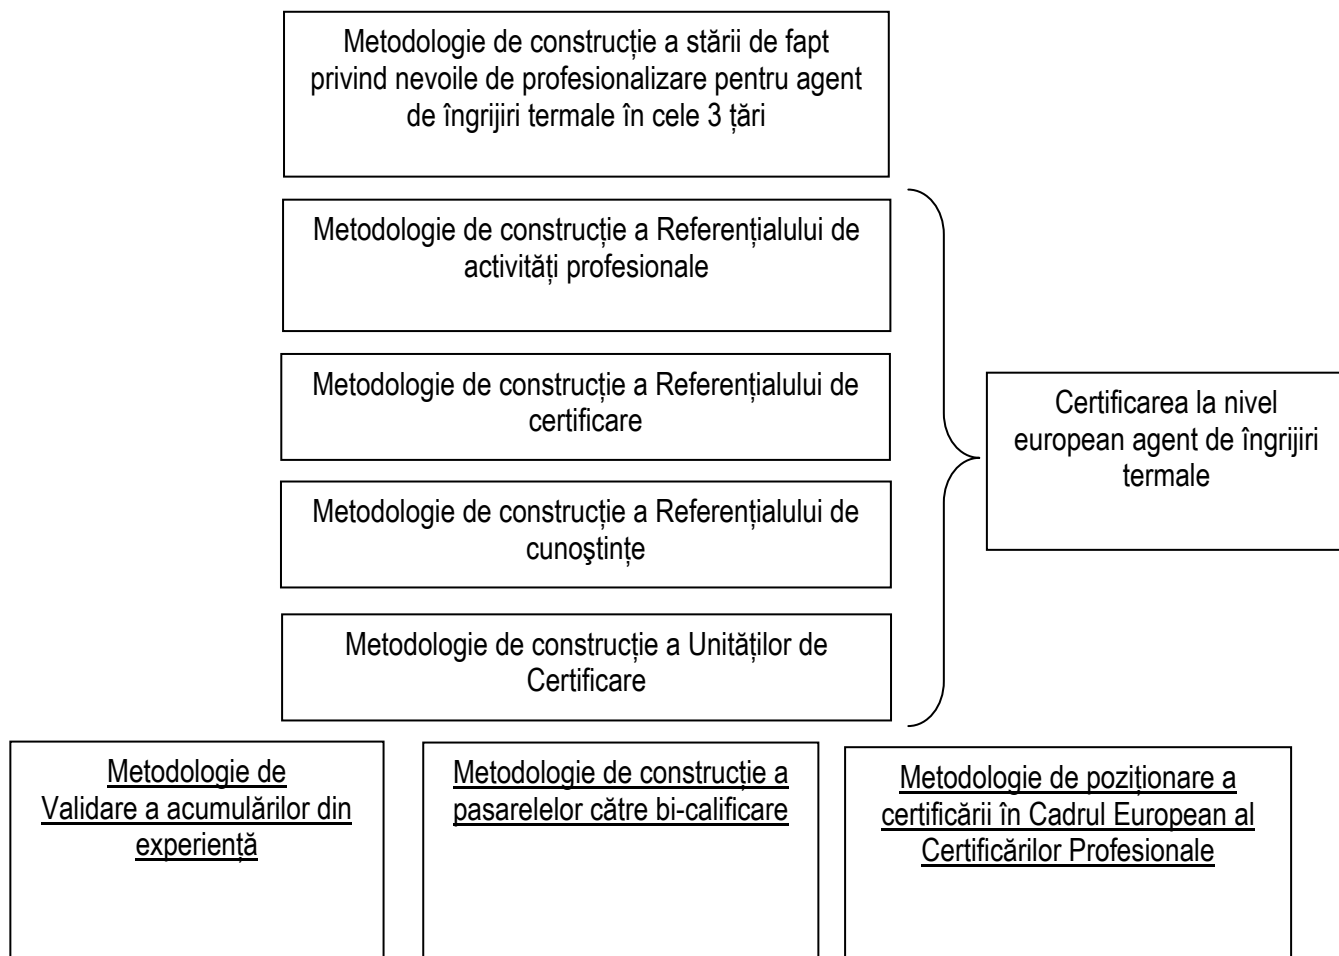 Metodologie de construcție a stării de fapt
privind nevoile de profesionalizare pentru agent
de îngrijiri termale în cele 3 țări
Metodologie de construcție a Referențialului de
activități profesionale
Metodologie de construcție a Referențialului de
certificare
Metodologie de construcție a Referențialului de
cunoştințe
Metodologie de construcție a Unităților de
Certificare
Certificarea la nivel
european agent de îngrijiri
termale
Metodologie de
Validare a acumulărilor din
experiență
Metodologie de construcție a
pasarelelor către bi-calificare
Metodologie de poziționare a
certificării în Cadrul European al
Certificărilor Profesionale